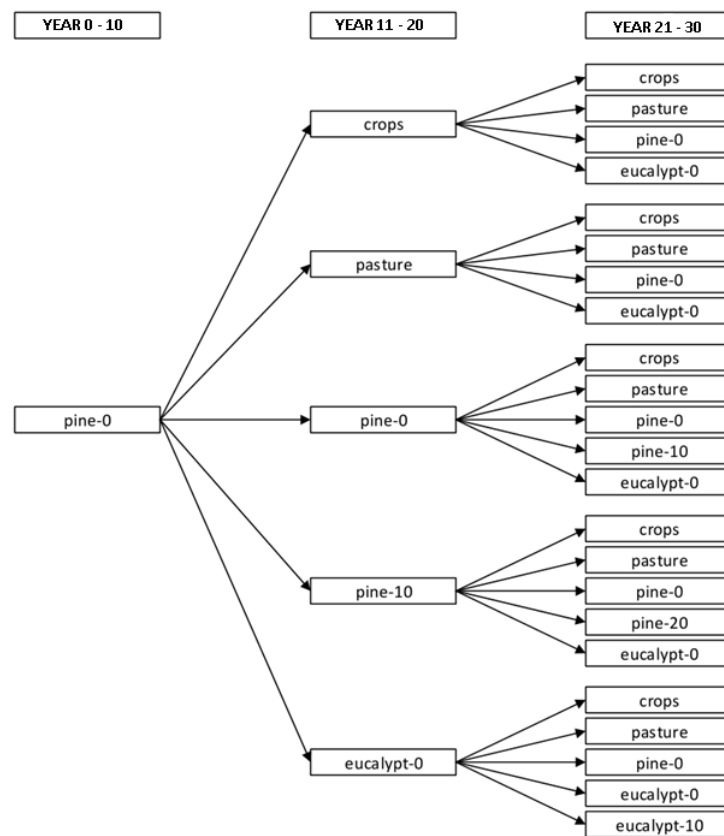 YEAR 0 - 10
YEAR 11 - 20
YEAR 21 - 30
pine-0
crops
pasture
pine-0
pine-10
eucalypt-0
crops
pasture
pine-0
eucalypt-0
crops
pasture
pine-0
eucalypt-0
crops
pasture
pine-0
pine-10
eucalypt-0
crops
pasture
pine-0
pine-20
eucalypt-0
crops
pasture
pine-0
eucalypt-0
eucalypt-10